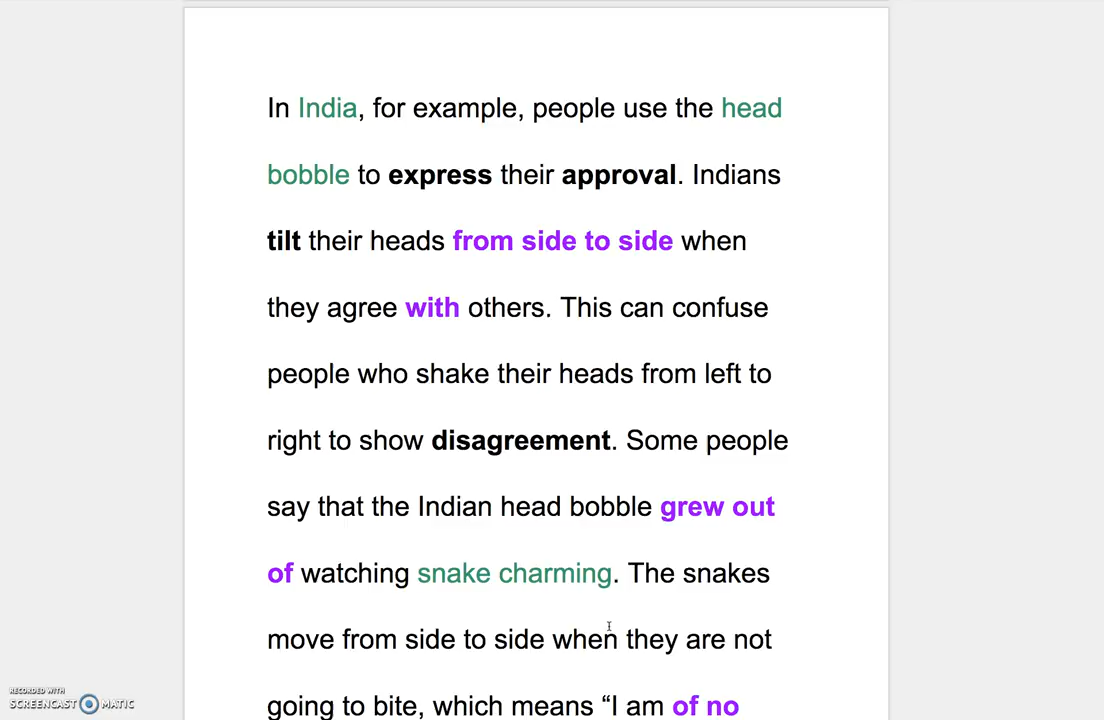 In India, for example, people use the head
bobble to express their approval. Indians
tilt their heads from side to side when
they agree with others. This can confuse
people who shake their heads from left to
right to show disagreement. Some people
say that the Indian head bobble grew out
of watching snake charming. The snakes
move from side to side when they are not
going to bite, which means “I am of no
RECORDED WITH
SCREENCAST MATIC